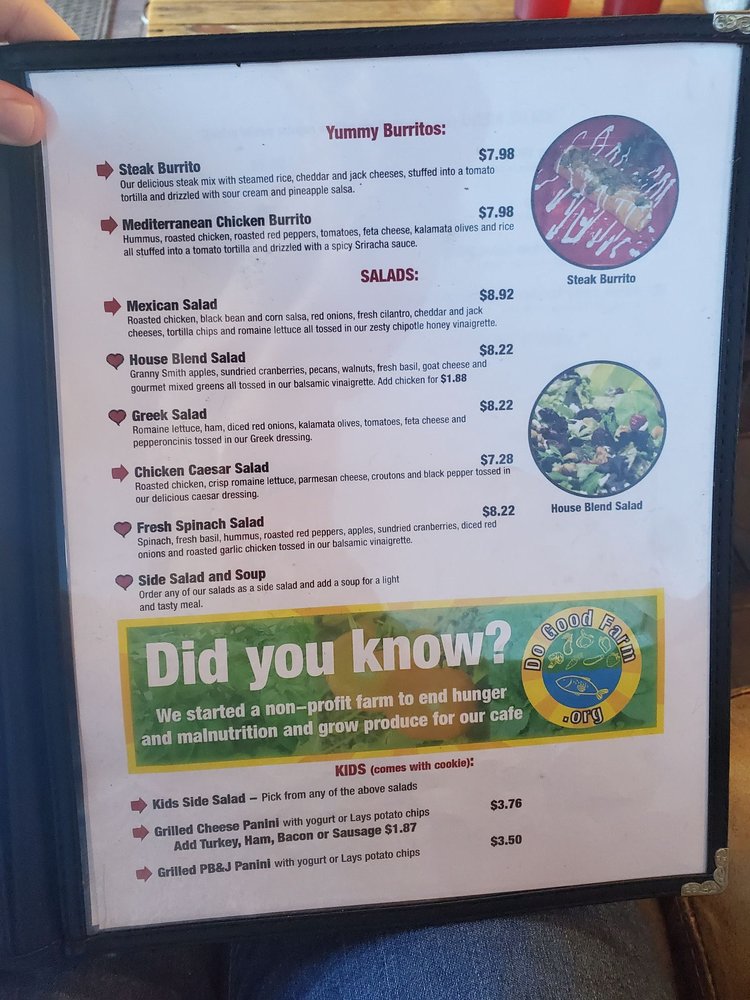 Yummy Burritos:
Steak Burrito $7.98
Our delicious steak mix with steamed rice, cheddar and jack cheeses, stuffed into a tomato
tortilla and drizzled with sour cream and pineapple salsa.
Mediterranean Chicken Burrito $7.98
Hummus, roasted chicken, roasted red peppers, tomatoes, feta cheese, kalamata olives and rice
all stuffed into a tomato tortilla and drizzled with a spicy Sriracha sauce.
Steak Burrito
SALADS:
Mexican Salad $8.92
Roasted chicken, black bean and corn salsa, red onions, fresh cilantro, cheddar and jack
cheeses, tortilla chips and romaine lettuce all tossed in our zesty chipotle honey vinaigrette.
House Blend Salad $8.22
Granny Smith apples, sundried cranberries, pecans, walnuts, fresh basil, goat cheese and
gourmet mixed greens all tossed in our balsamic vinaigrette. Add chicken for $1.88
Greek Salad $8.22
Romaine lettuce, ham, diced red onions, kalamata olives, tomatoes, feta cheese and
pepperoncinis tossed in our Greek dressing.
Chicken Caesar Salad $7.28
Roasted chicken, crisp romaine lettuce, parmesan cheese, croutons and black pepper tossed in
our delicious caesar dressing.
House Blend Salad
Fresh Spinach Salad $8.22
Spinach, fresh basil, hummus, roasted red peppers, apples, sundried cranberries, diced red
onions and roasted garlic chicken tossed in our balsamic vinaigrette.
Side Salad and Soup
Order any of our salads as a side salad and add a soup for a light
and tasty meal.
Did you know?
We started a non-profit farm to end hunger
and malnutrition and grow produce for our cafe
Do Good Farm
.org
KIDS (comes with cookie):
Kids Side Salad – Pick from any of the above salads
Grilled Cheese Panini with yogurt or Lays potato chips $3.76
Add Turkey, Ham, Bacon or Sausage $1.87
Grilled PB&J Panini with yogurt or Lays potato chips $3.50